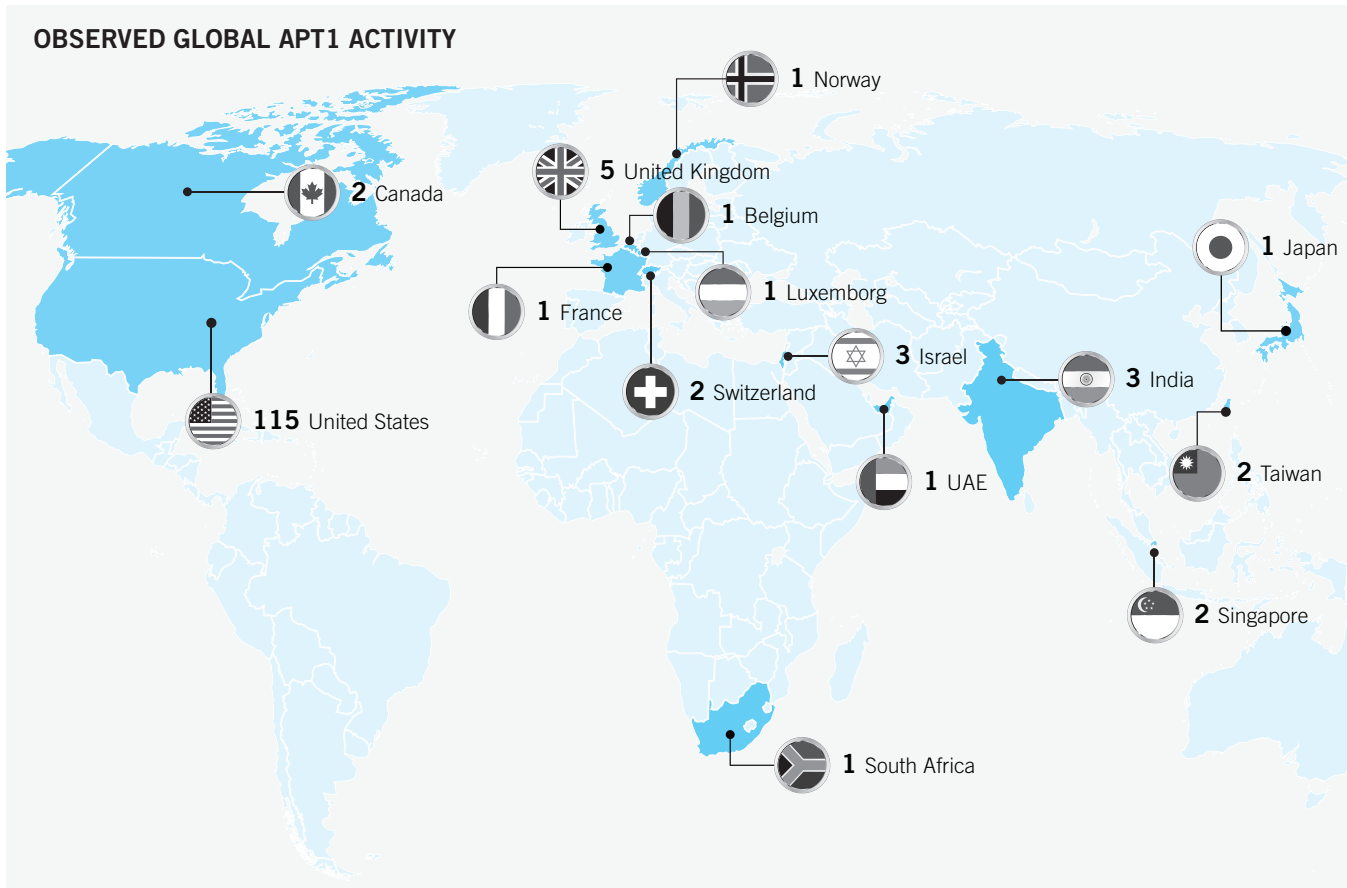 OBSERVED GLOBAL APT1 ACTIVITY
1 Norway
5 United Kingdom
2 Canada
1 Belgium
1 Japan
1 Luxemborg
1 France
3 Israel
3 India
2 Switzerland
115 United States
2 Taiwan
1 UAE
2 Singapore
1 South Africa